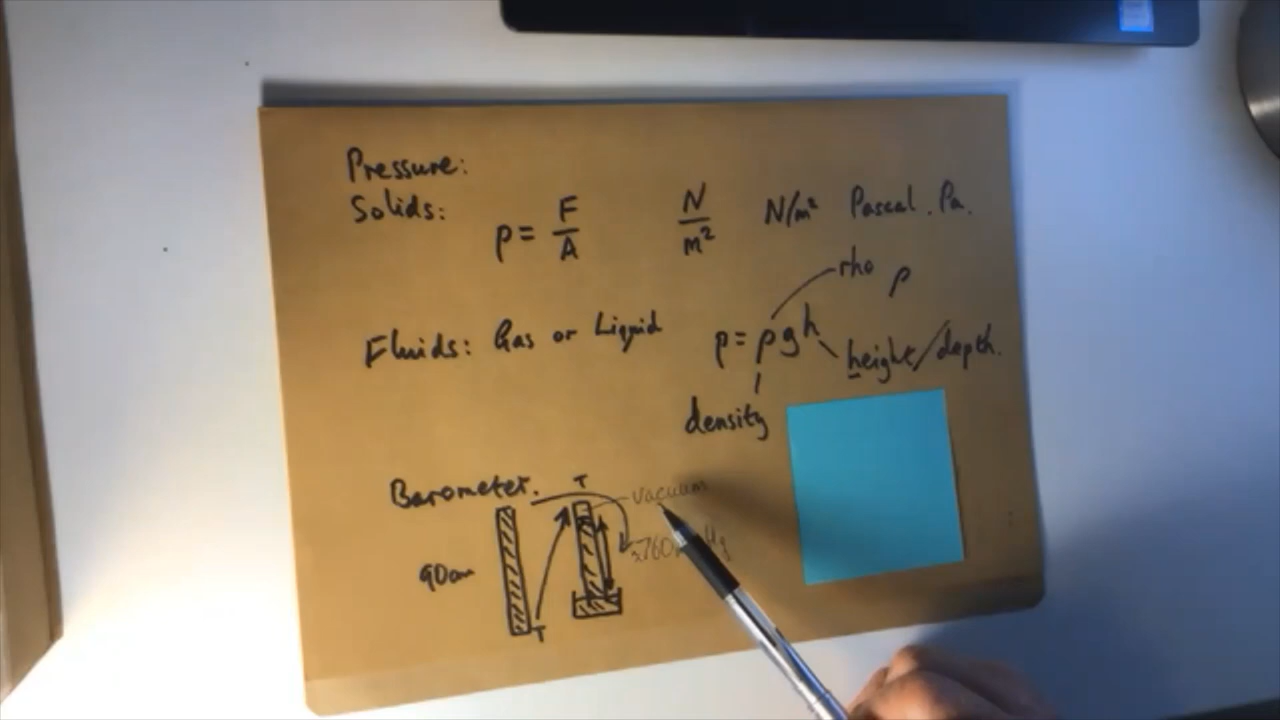 Pressure:
Solids: p = F/A N/m² N/m² Pascal. Pa.
rho ρ
Fluids: Gas or Liquid p = ρgh
height/depth.
density
Barometer. T
vacuum
90cm
T